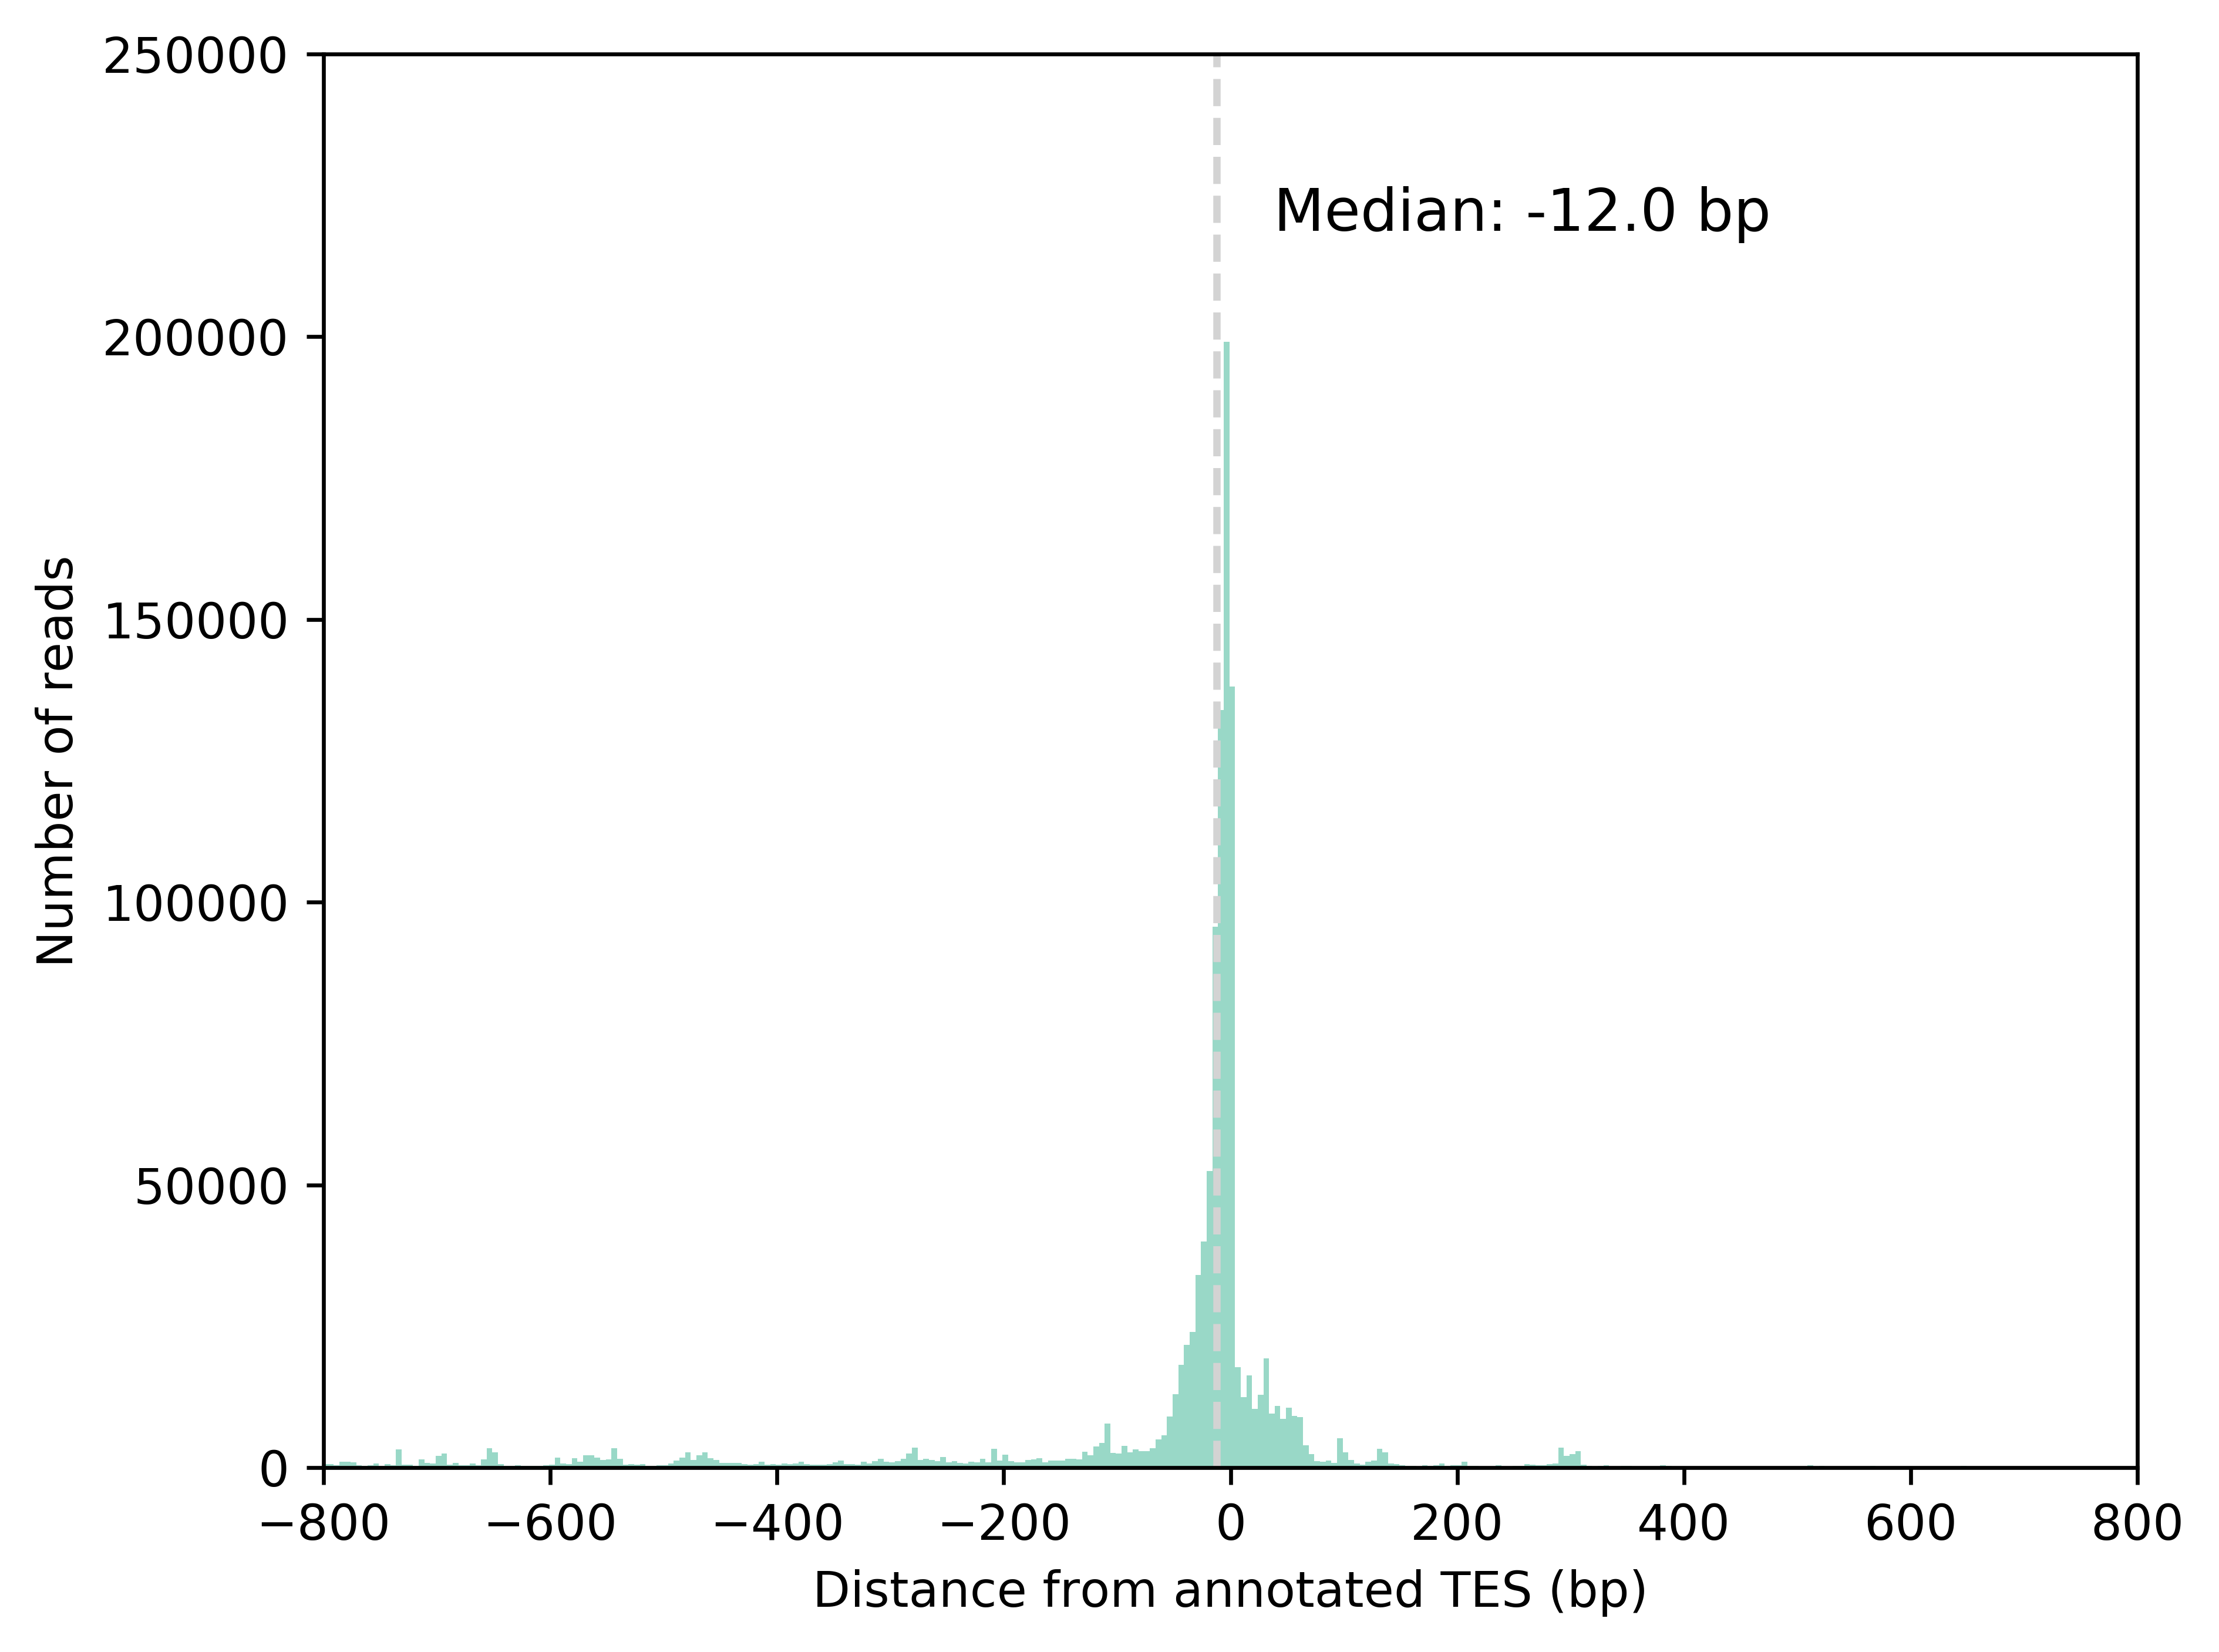 250000
Median: -12.0 bp
200000
150000
Number of reads
100000
50000
0
−800 −600 −400 −200 0 200 400 600 800
Distance from annotated TES (bp)